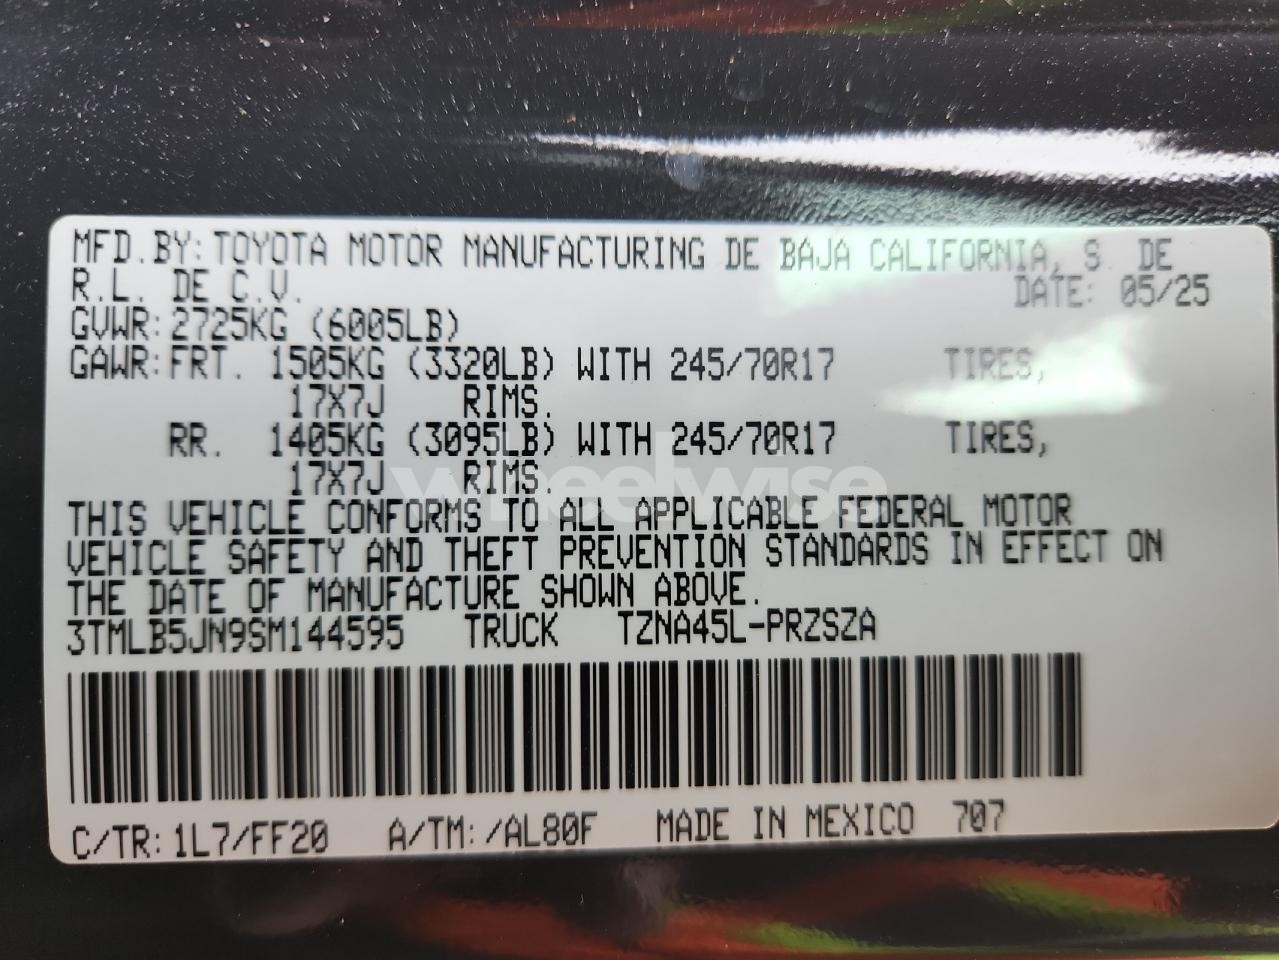 MFD.BY:TOYOTA MOTOR MANUFACTURING DE BAJA CALIFORNIA, S. DE
R.L. DE C.V. DATE: 05/25
GVWR:2725KG (6005LB)
GAWR:FRT. 1505KG (3320LB) WITH 245/70R17 TIRES,
17X7J RIMS.
RR. 1405KG (3095LB) WITH 245/70R17 TIRES,
17X7J RIMS.
wheelwise
THIS VEHICLE CONFORMS TO ALL APPLICABLE FEDERAL MOTOR
VEHICLE SAFETY AND THEFT PREVENTION STANDARDS IN EFFECT ON
THE DATE OF MANUFACTURE SHOWN ABOVE.
3TMLB5JN9SM144595 TRUCK TZNA45L-PRZSZA
C/TR:1L7/FF20 A/TM:/AL80F MADE IN MEXICO 707